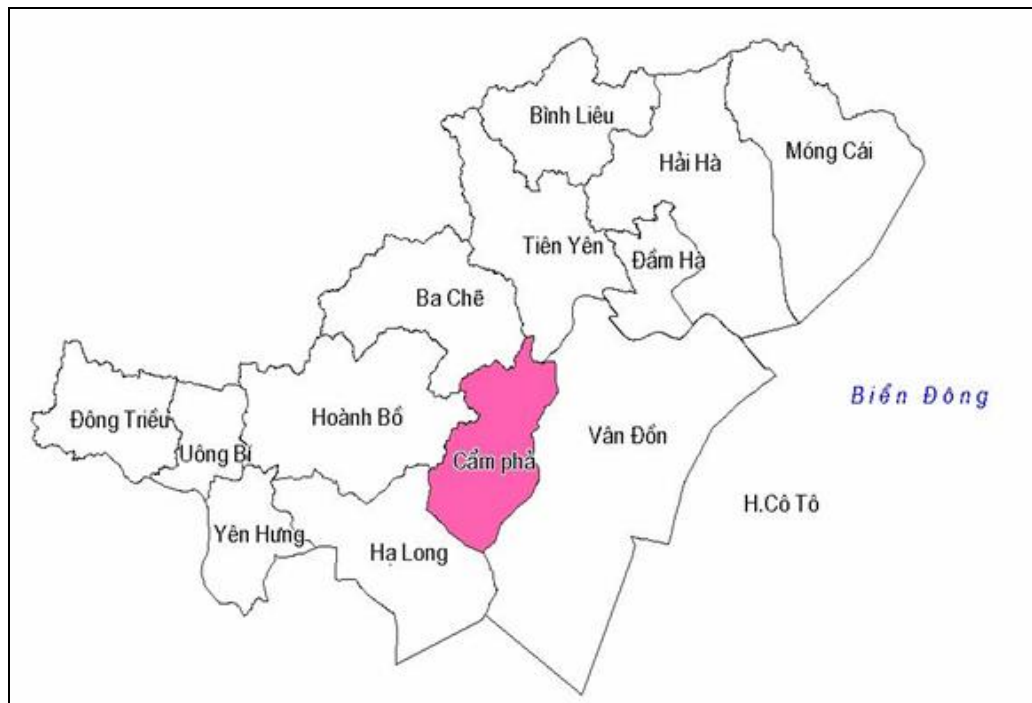 Bình Liêu
Móng Cái
Hải Hà
Tiên Yên
Đầm Hà
Ba Chẽ
Biển Đông
Đông Triều
Hoành Bồ
Vân Đồn
Uông Bí
Cẩm phả
H.Cô Tô
Yên Hưng
Hạ Long